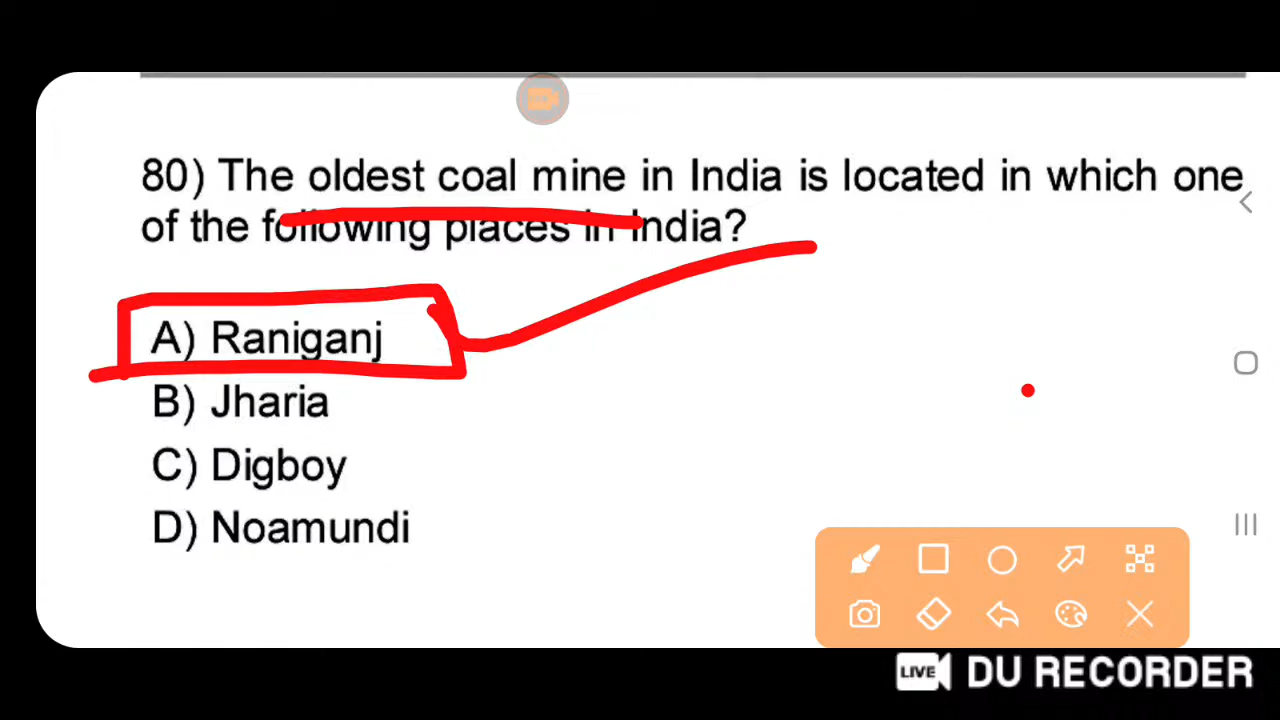 80) The oldest coal mine in India is located in which one
of the following places in India?
A) Raniganj
B) Jharia
C) Digboy
D) Noamundi
LIVE DU RECORDER